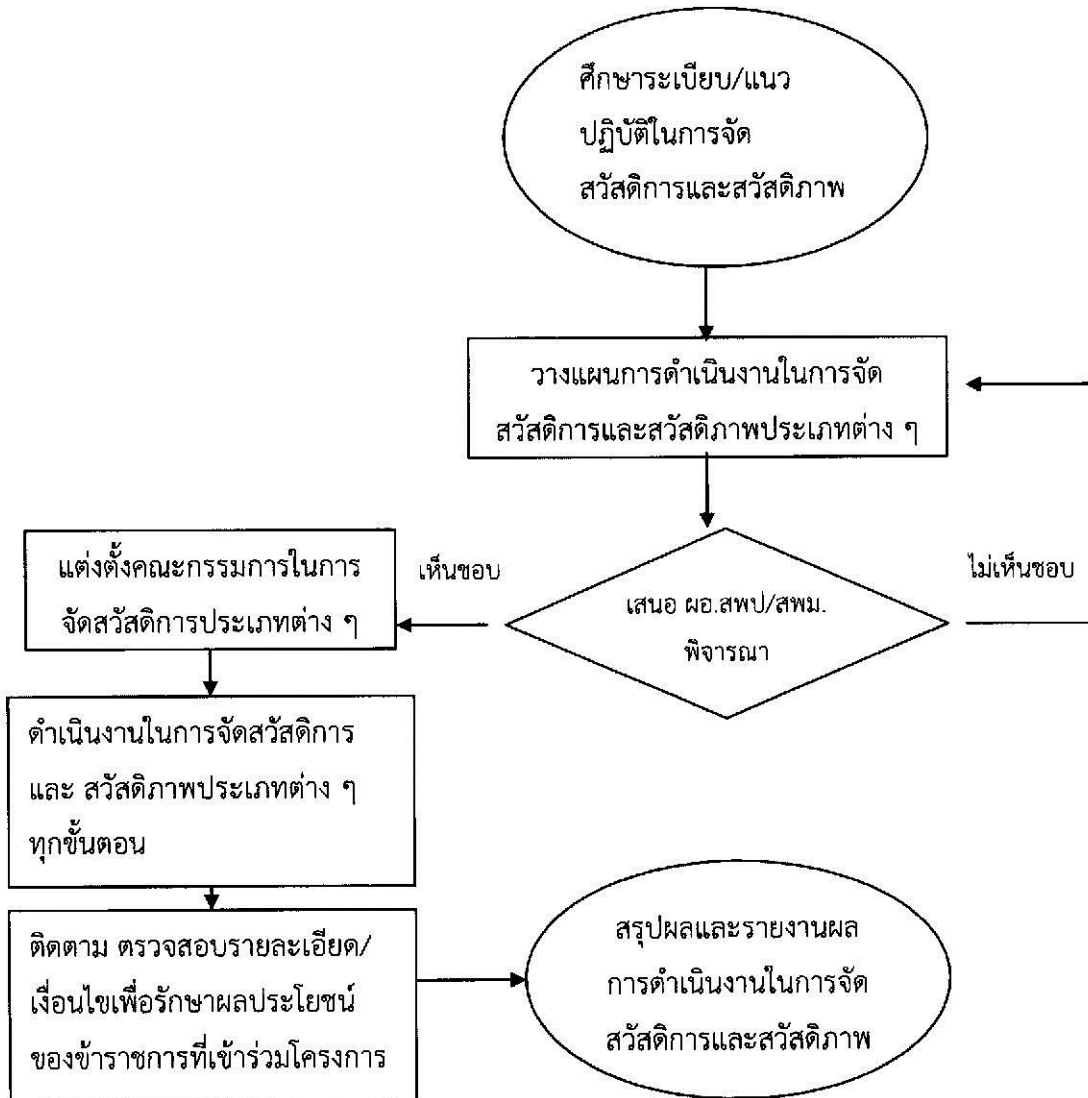 ศึกษาระเบียบ/แนว
ปฏิบัติในการจัด
สวัสดิการและสวัสดิภาพ
วางแผนการดำเนินงานในการจัด
สวัสดิการและสวัสดิภาพประเภทต่าง ๆ
เสนอ ผอ.สพป/สพม.
พิจารณา
ไม่เห็นชอบ
เห็นชอบ
แต่งตั้งคณะกรรมการในการ
จัดสวัสดิการประเภทต่าง ๆ
ดำเนินงานในการจัดสวัสดิการ
และ สวัสดิภาพประเภทต่าง ๆ
ทุกขั้นตอน
ติดตาม ตรวจสอบรายละเอียด/
เงื่อนไขเพื่อรักษาผลประโยชน์
ของข้าราชการที่เข้าร่วมโครงการ
สรุปผลและรายงานผล
การดำเนินงานในการจัด
สวัสดิการและสวัสดิภาพ